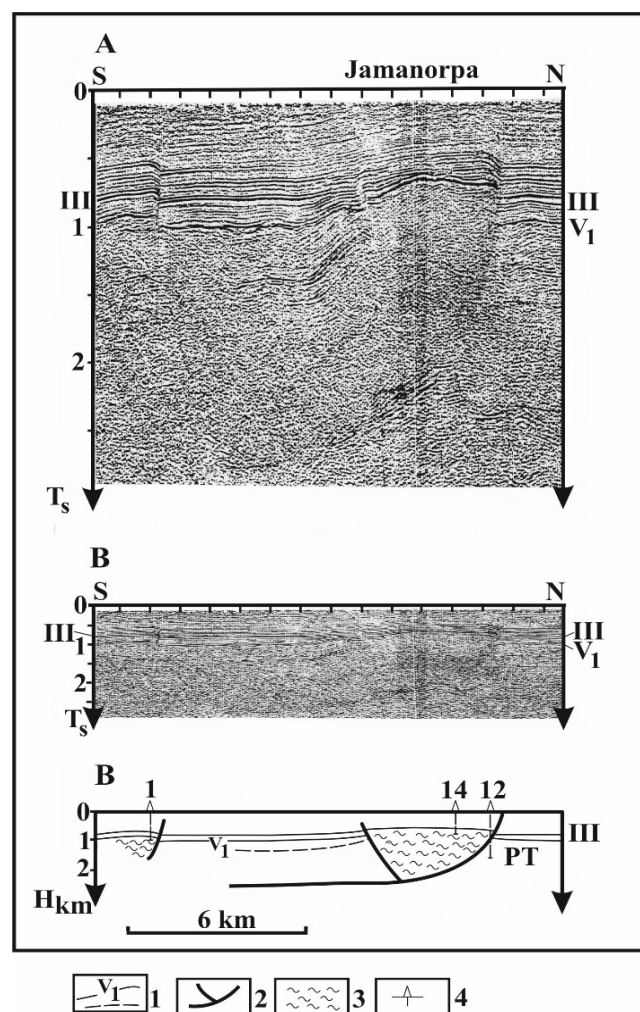 A
S Jamanorpa N
0
III III
1 V1
2
Ts
B
S N
0
III1 III
1 V1
2
Ts
B
1 14 12
0
1 V1 III
2 PT
Hkm
6 km
V1 1 2 3 4